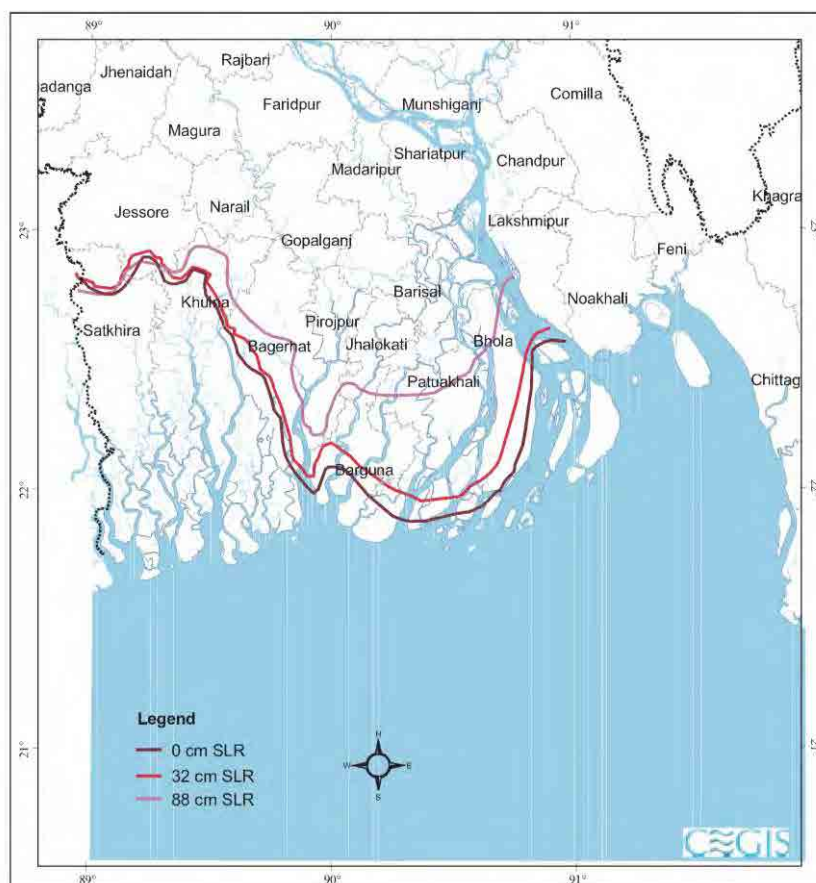 89° 90° 91°
Rajbari
Jhenaidah
adanga
Comilla
Faridpur
Munshiganj
Magura
Shariatpur
Chandpur
Madaripur
Khagra
Narail
Jessore
Lakshmipur
23°
Gopalganj
Feni
Barisal
Noakhali
Khulna
Pirojpur
Satkhira
Bagerhat
Jhalokati
Bhola
Patuakhali
Chittag
Barguna
22°
Legend
N
0 cm SLR
W
S
32 cm SLR
88 cm SLR
21°
CEGIS
89° 90° 91°